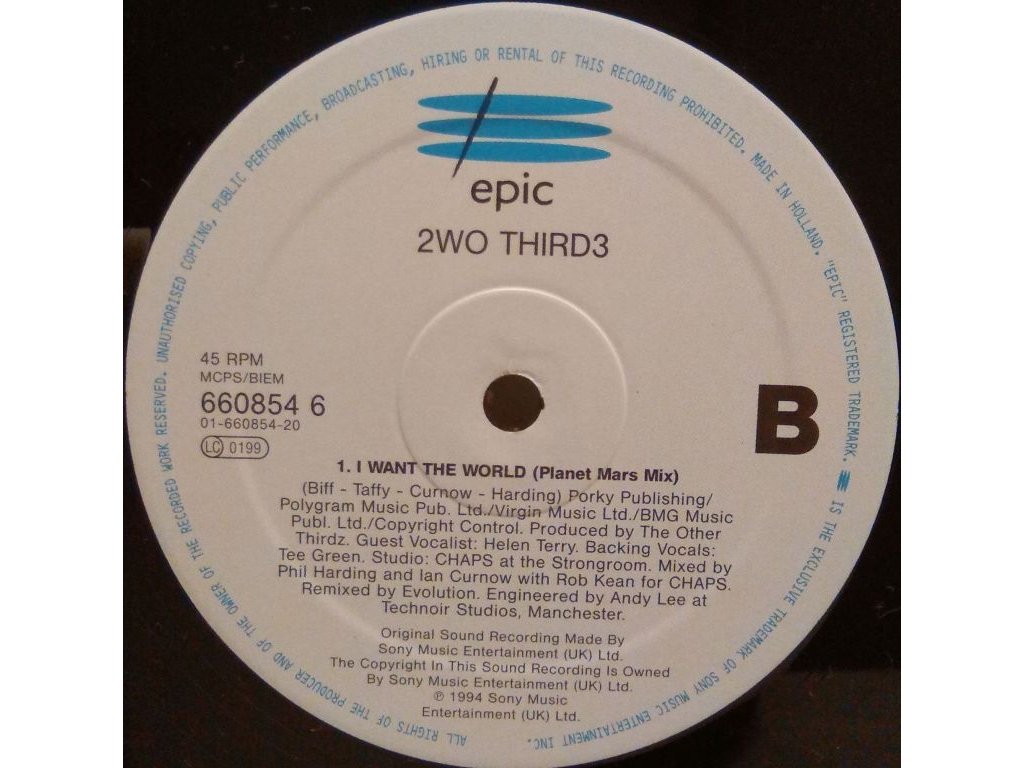 ALL RIGHTS OF THE PRODUCER AND OF THE OWNER OF THE RECORDED WORK RESERVED. UNAUTHORISED COPYING, PUBLIC PERFORMANCE, BROADCASTING, HIRING OR RENTAL OF THIS RECORDING PROHIBITED. MADE IN HOLLAND. "EPIC" REGISTERED TRADEMARK. IS THE EXCLUSIVE TRADEMARK OF SONY MUSIC ENTERTAINMENT INC.
epic
2WO THIRD3
45 RPM
MCPS/BIEM
660854 6
01-660854-20
LC 0199
B
1. I WANT THE WORLD (Planet Mars Mix)
(Biff - Taffy - Curnow - Harding) Porky Publishing/
Polygram Music Pub. Ltd./Virgin Music Ltd./BMG Music
Publ. Ltd./Copyright Control. Produced by The Other
Thirdz. Guest Vocalist: Helen Terry. Backing Vocals:
Tee Green. Studio: CHAPS at the Strongroom. Mixed by
Phil Harding and Ian Curnow with Rob Kean for CHAPS.
Remixed by Evolution. Engineered by Andy Lee at
Technoir Studios, Manchester.
Original Sound Recording Made By
Sony Music Entertainment (UK) Ltd.
The Copyright In This Sound Recording Is Owned
By Sony Music Entertainment (UK) Ltd.
℗ 1994 Sony Music
Entertainment (UK) Ltd.